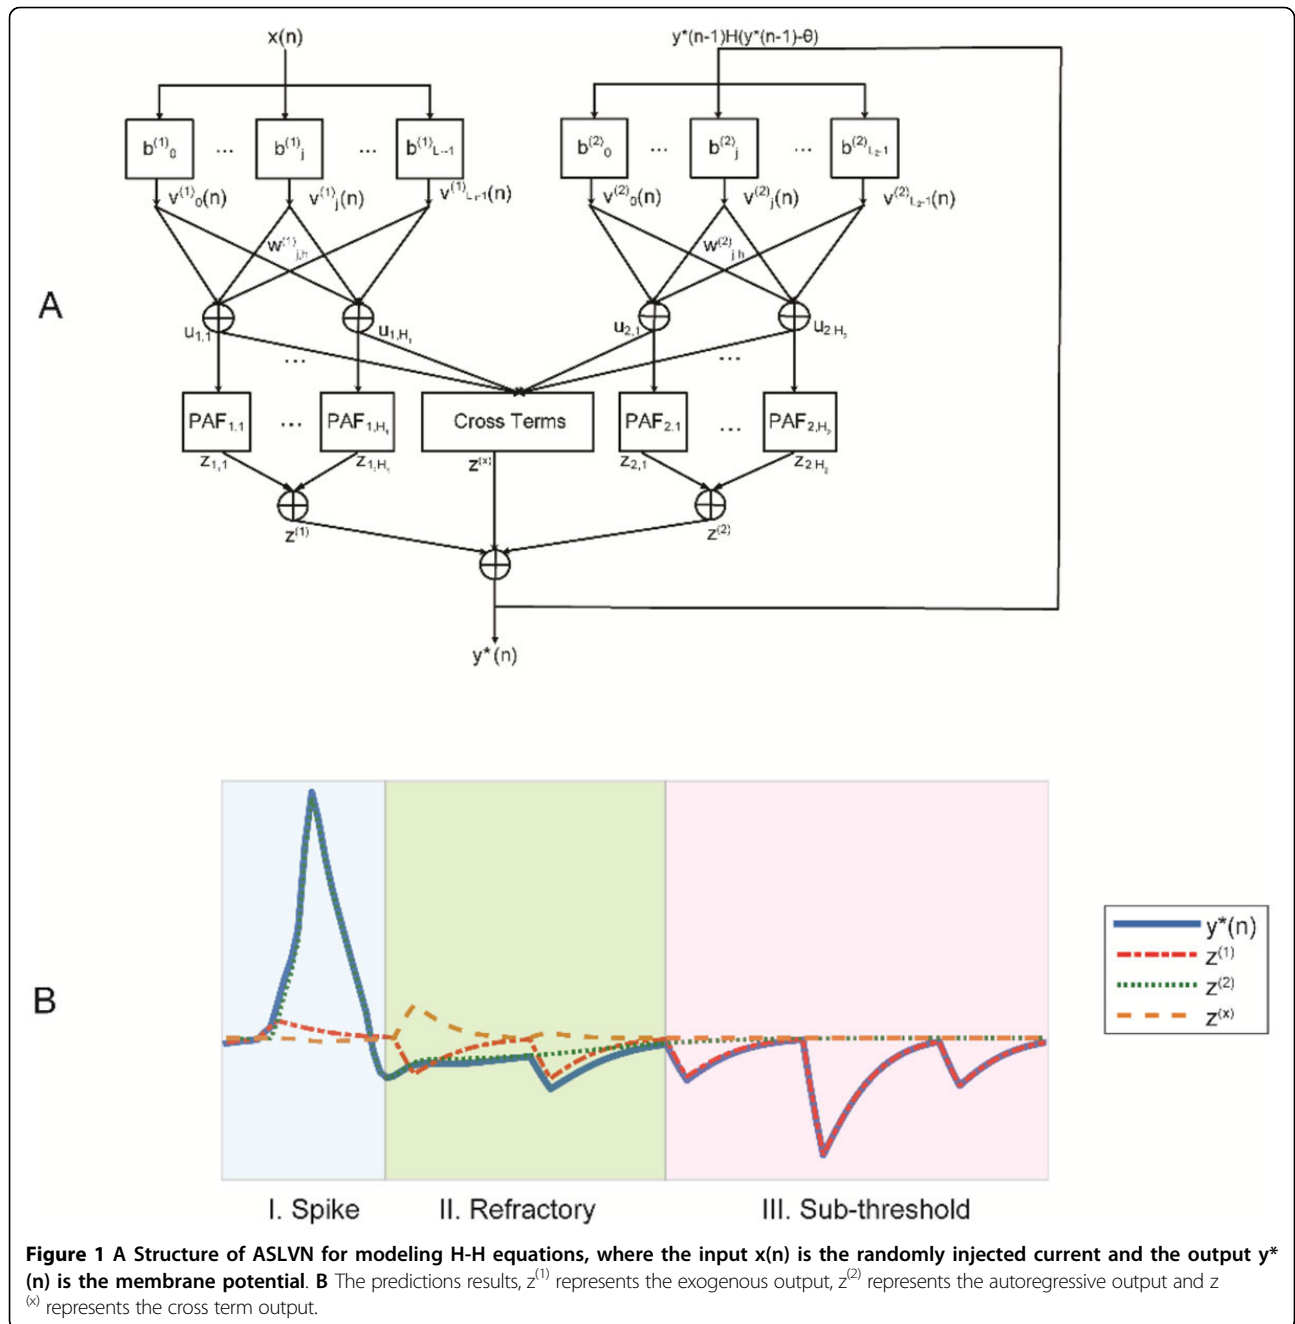 x(n)
y*(n-1)H(y*(n-1)-θ)
b⁽¹⁾₀ ... b⁽¹⁾ⱼ ... b⁽¹⁾L₁-1
b⁽²⁾₀ ... b⁽²⁾ⱼ ... b⁽²⁾L₂-1
v⁽¹⁾₀(n) v⁽¹⁾ⱼ(n) v⁽¹⁾L₁-1(n)
v⁽²⁾₀(n) v⁽²⁾ⱼ(n) v⁽²⁾L₂-1(n)
w⁽¹⁾j,h
w⁽²⁾j,h
A
u₁,₁ ... u₁,H₁
u₂,₁ ... u₂,H₂
PAF₁,₁ ... PAF₁,H₁ Cross Terms PAF₂,₁ ... PAF₂,H₂
z₁,₁ z₁,H₁ z⁽ˣ⁾ z₂,₁ z₂,H₂
z⁽¹⁾ z⁽²⁾
y*(n)
B
y*(n)
z⁽¹⁾
z⁽²⁾
z⁽ˣ⁾
I. Spike II. Refractory III. Sub-threshold
Figure 1 A Structure of ASLVN for modeling H-H equations, where the input x(n) is the randomly injected current and the output y*
(n) is the membrane potential. B The predictions results, z⁽¹⁾ represents the exogenous output, z⁽²⁾ represents the autoregressive output and z
⁽ˣ⁾ represents the cross term output.